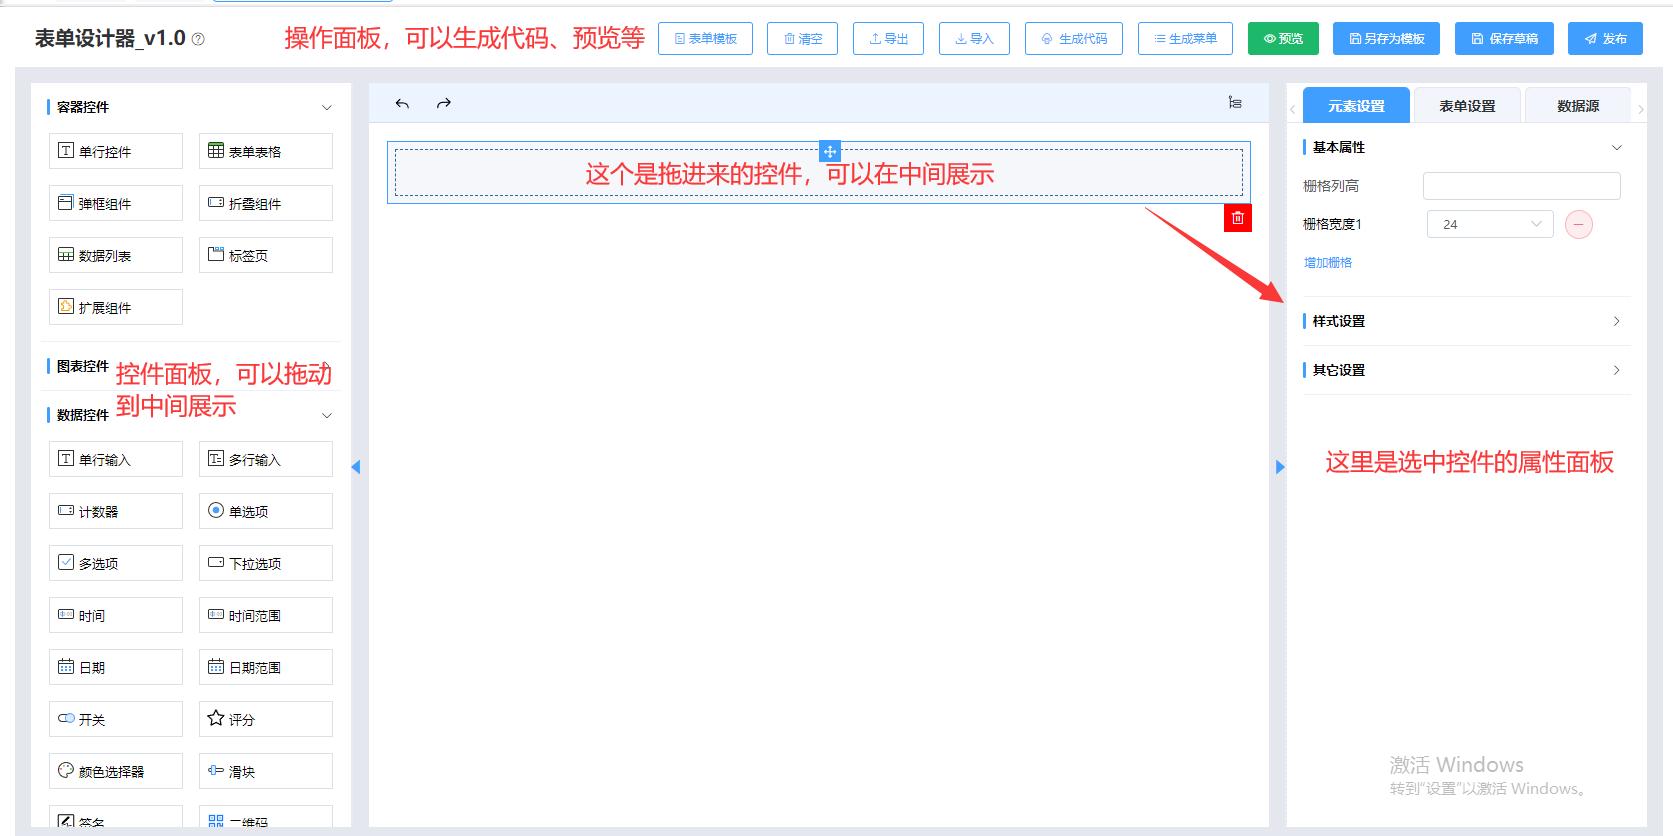 表单设计器_v1.0
操作面板，可以生成代码、预览等
表单模板
清空
导出
导入
生成代码
生成菜单
预览
另存为模板
保存草稿
发布
容器控件
单行控件
表单表格
弹框组件
折叠组件
数据列表
标签页
扩展组件
图表控件
控件面板，可以拖动
到中间展示
数据控件
单行输入
多行输入
计数器
单选项
多选项
下拉选项
时间
时间范围
日期
日期范围
开关
评分
颜色选择器
滑块
签名
二维码
这个是拖进来的控件，可以在中间展示
元素设置
表单设置
数据源
基本属性
栅格列高
栅格宽度1
24
增加栅格
样式设置
其它设置
这里是选中控件的属性面板
激活 Windows
转到“设置”以激活 Windows。